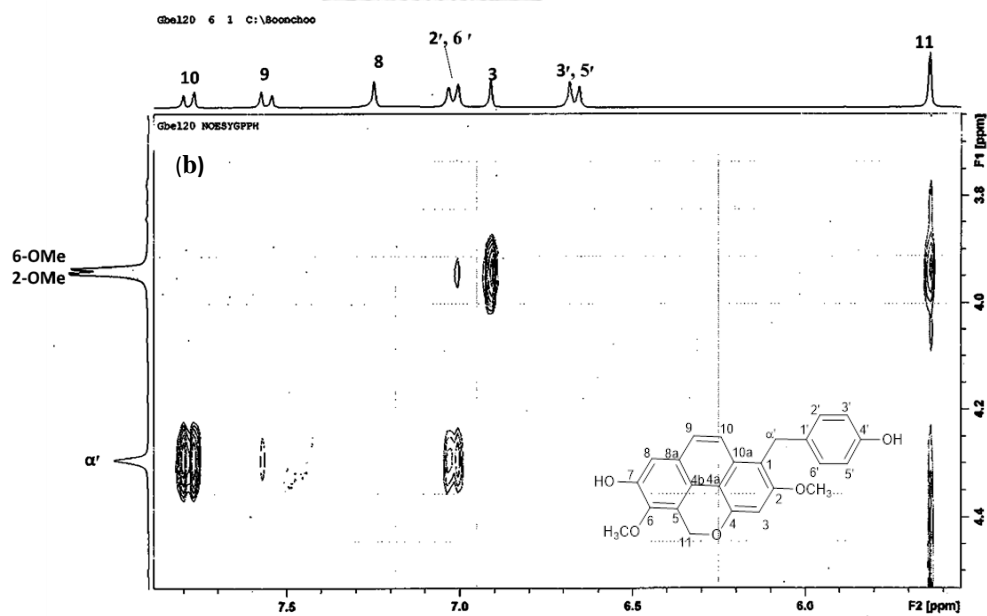 Gbel20 6 1 C:\Boonchoo
10 9 8 2′, 6 ′ 3 3′, 5′ 11
Gbel20 NOESYGPPH
(b)
6-OMe
2-OMe
α′
F1 [ppm]
3.8
4.0
4.2
4.4
2′ 3′
9 10 α′ 1′ 4′ OH
8 8a 10a 1 6′ 5′
7 4b 4a 2 OCH3
HO
6 5 4 3
H3CO
11 O
7.5 7.0 6.5 6.0 F2 [ppm]